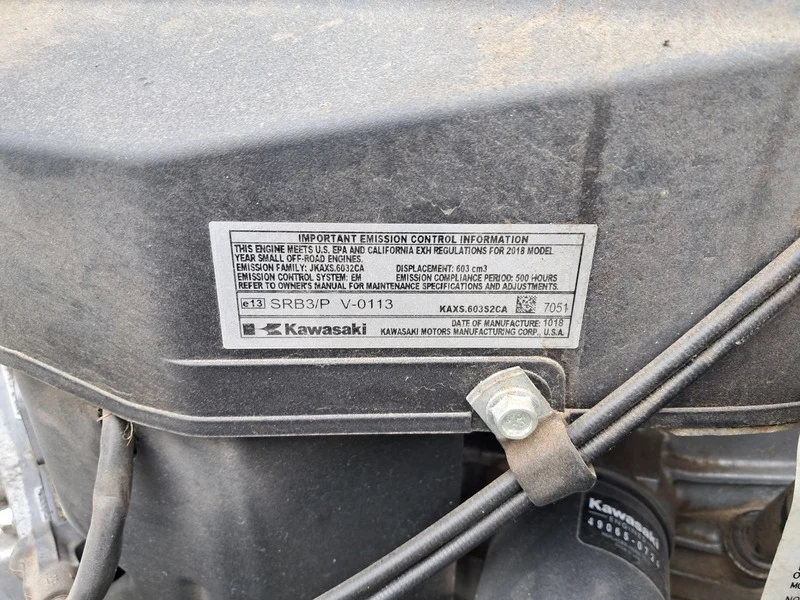 IMPORTANT EMISSION CONTROL INFORMATION
THIS ENGINE MEETS U.S. EPA AND CALIFORNIA EXH REGULATIONS FOR 2018 MODEL
YEAR SMALL OFF-ROAD ENGINES.
EMISSION FAMILY: JKAXS.6032CA DISPLACEMENT: 603 cm3
EMISSION CONTROL SYSTEM: EM EMISSION COMPLIANCE PERIOD: 500 HOURS
REFER TO OWNER'S MANUAL FOR MAINTENANCE SPECIFICATIONS AND ADJUSTMENTS.
e13 SRB3/P V-0113 KAXS.603S2CA 7051
Kawasaki DATE OF MANUFACTURE: 1018
KAWASAKI MOTORS MANUFACTURING CORP., U.S.A.
Kawasaki
49065-072